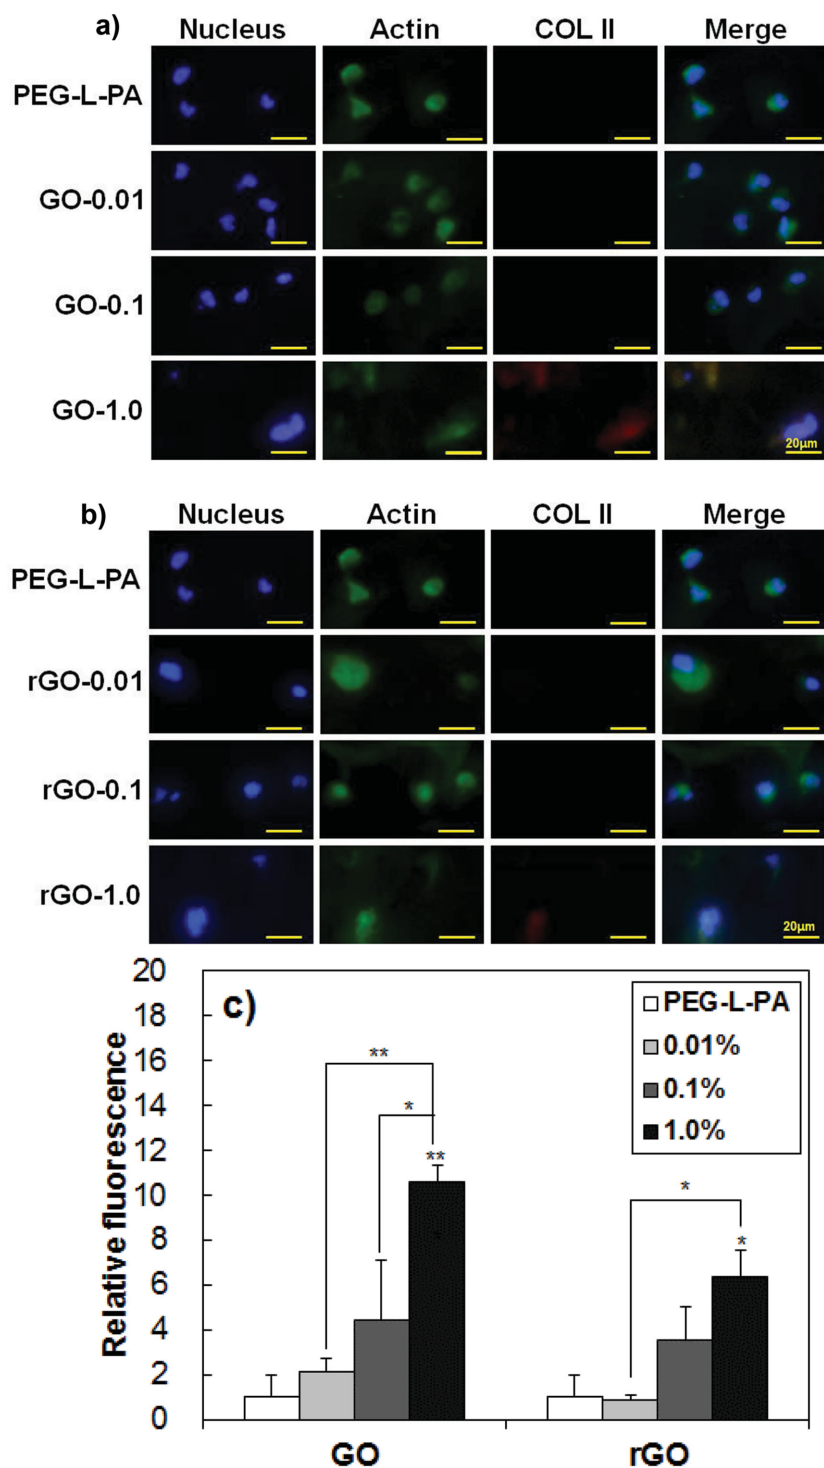 a) Nucleus Actin COL II Merge
PEG-L-PA
GO-0.01
GO-0.1
GO-1.0
20µm
b) Nucleus Actin COL II Merge
PEG-L-PA
rGO-0.01
rGO-0.1
rGO-1.0
20µm
c)
Relative fluorescence
20
18
16
14
12
10
8
6
4
2
0
PEG-L-PA
0.01%
0.1%
1.0%
**
*
**
*
*
*
GO rGO